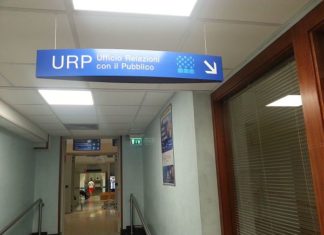 URP Ufficio Relazioni
con il Pubblico